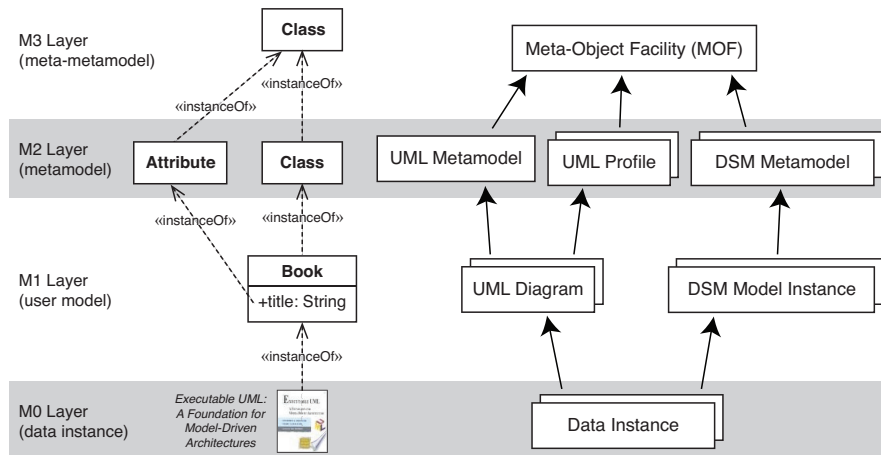 M3 Layer
(meta-metamodel)
Class
Meta-Object Facility (MOF)
«instanceOf»
«instanceOf»
M2 Layer
(metamodel)
Attribute
Class
UML Metamodel
UML Profile
DSM Metamodel
«instanceOf»
«instanceOf»
M1 Layer
(user model)
Book
+title: String
UML Diagram
DSM Model Instance
«instanceOf»
M0 Layer
(data instance)
Executable UML:
A Foundation for
Model-Driven
Architectures
EXECUTABLE UML
Data Instance